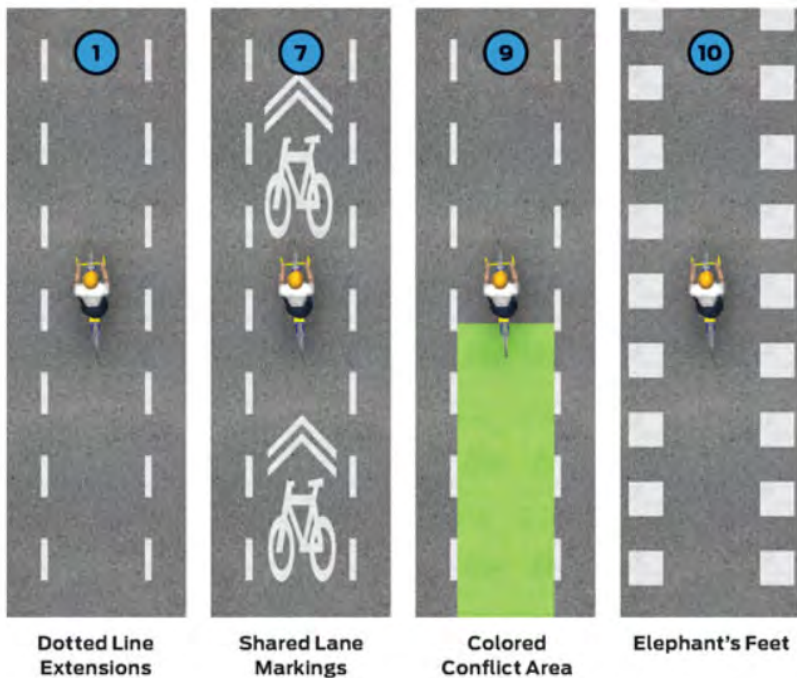 1
7
9
10
Dotted Line
Extensions
Shared Lane
Markings
Colored
Conflict Area
Elephant's Feet